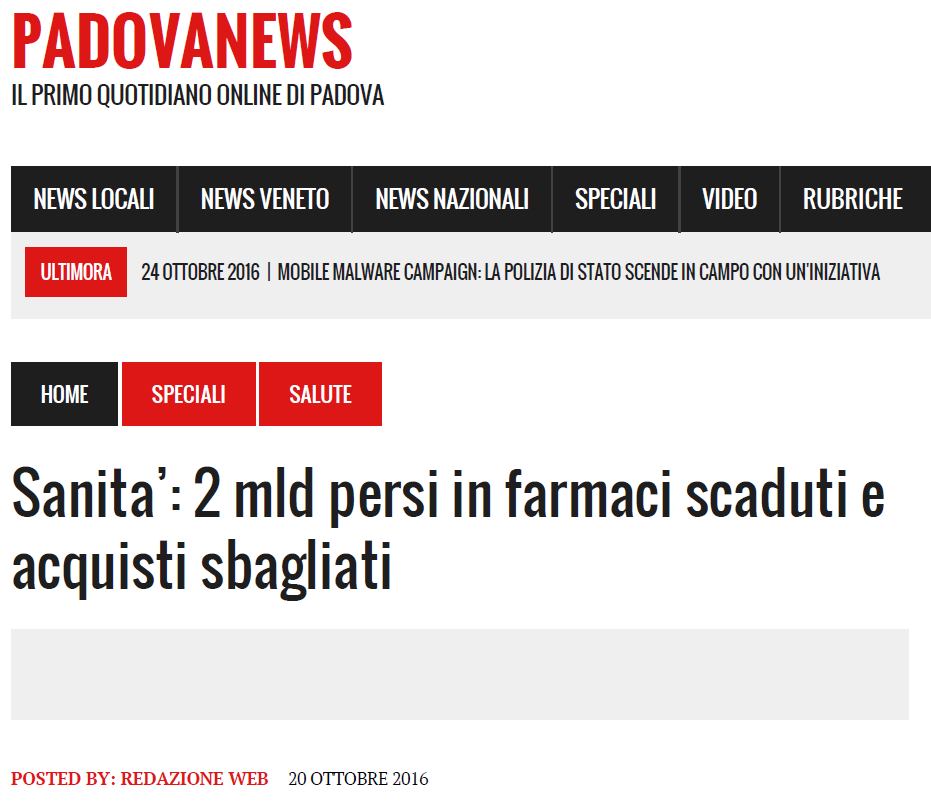 PADOVANEWS
IL PRIMO QUOTIDIANO ONLINE DI PADOVA
NEWS LOCALI NEWS VENETO NEWS NAZIONALI SPECIALI VIDEO RUBRICHE
ULTIMORA 24 OTTOBRE 2016 | MOBILE MALWARE CAMPAIGN: LA POLIZIA DI STATO SCENDE IN CAMPO CON UN'INIZIATIVA
HOME SPECIALI SALUTE
Sanita’: 2 mld persi in farmaci scaduti e
acquisti sbagliati
POSTED BY: REDAZIONE WEB 20 OTTOBRE 2016